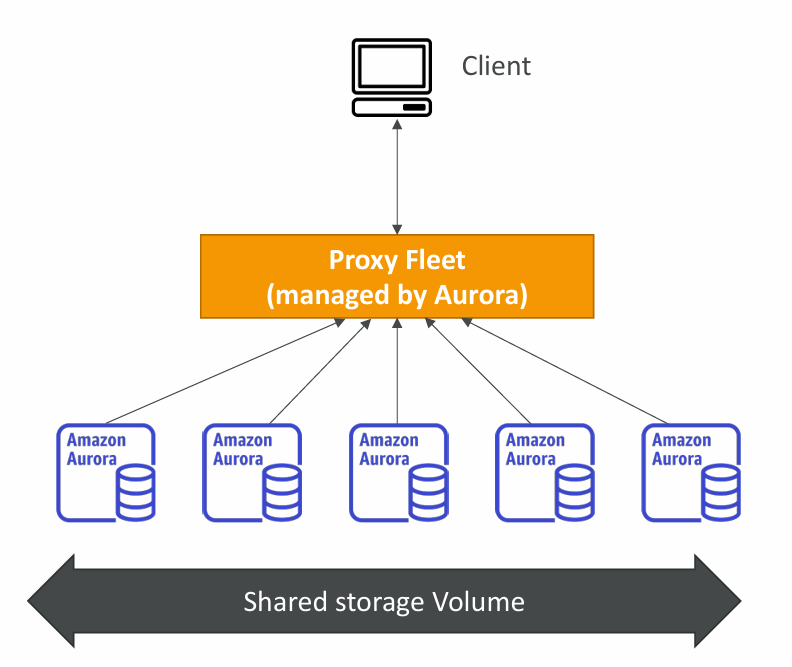 Client
Proxy Fleet
(managed by Aurora)
Amazon
Aurora
Amazon
Aurora
Amazon
Aurora
Amazon
Aurora
Amazon
Aurora
Shared storage Volume